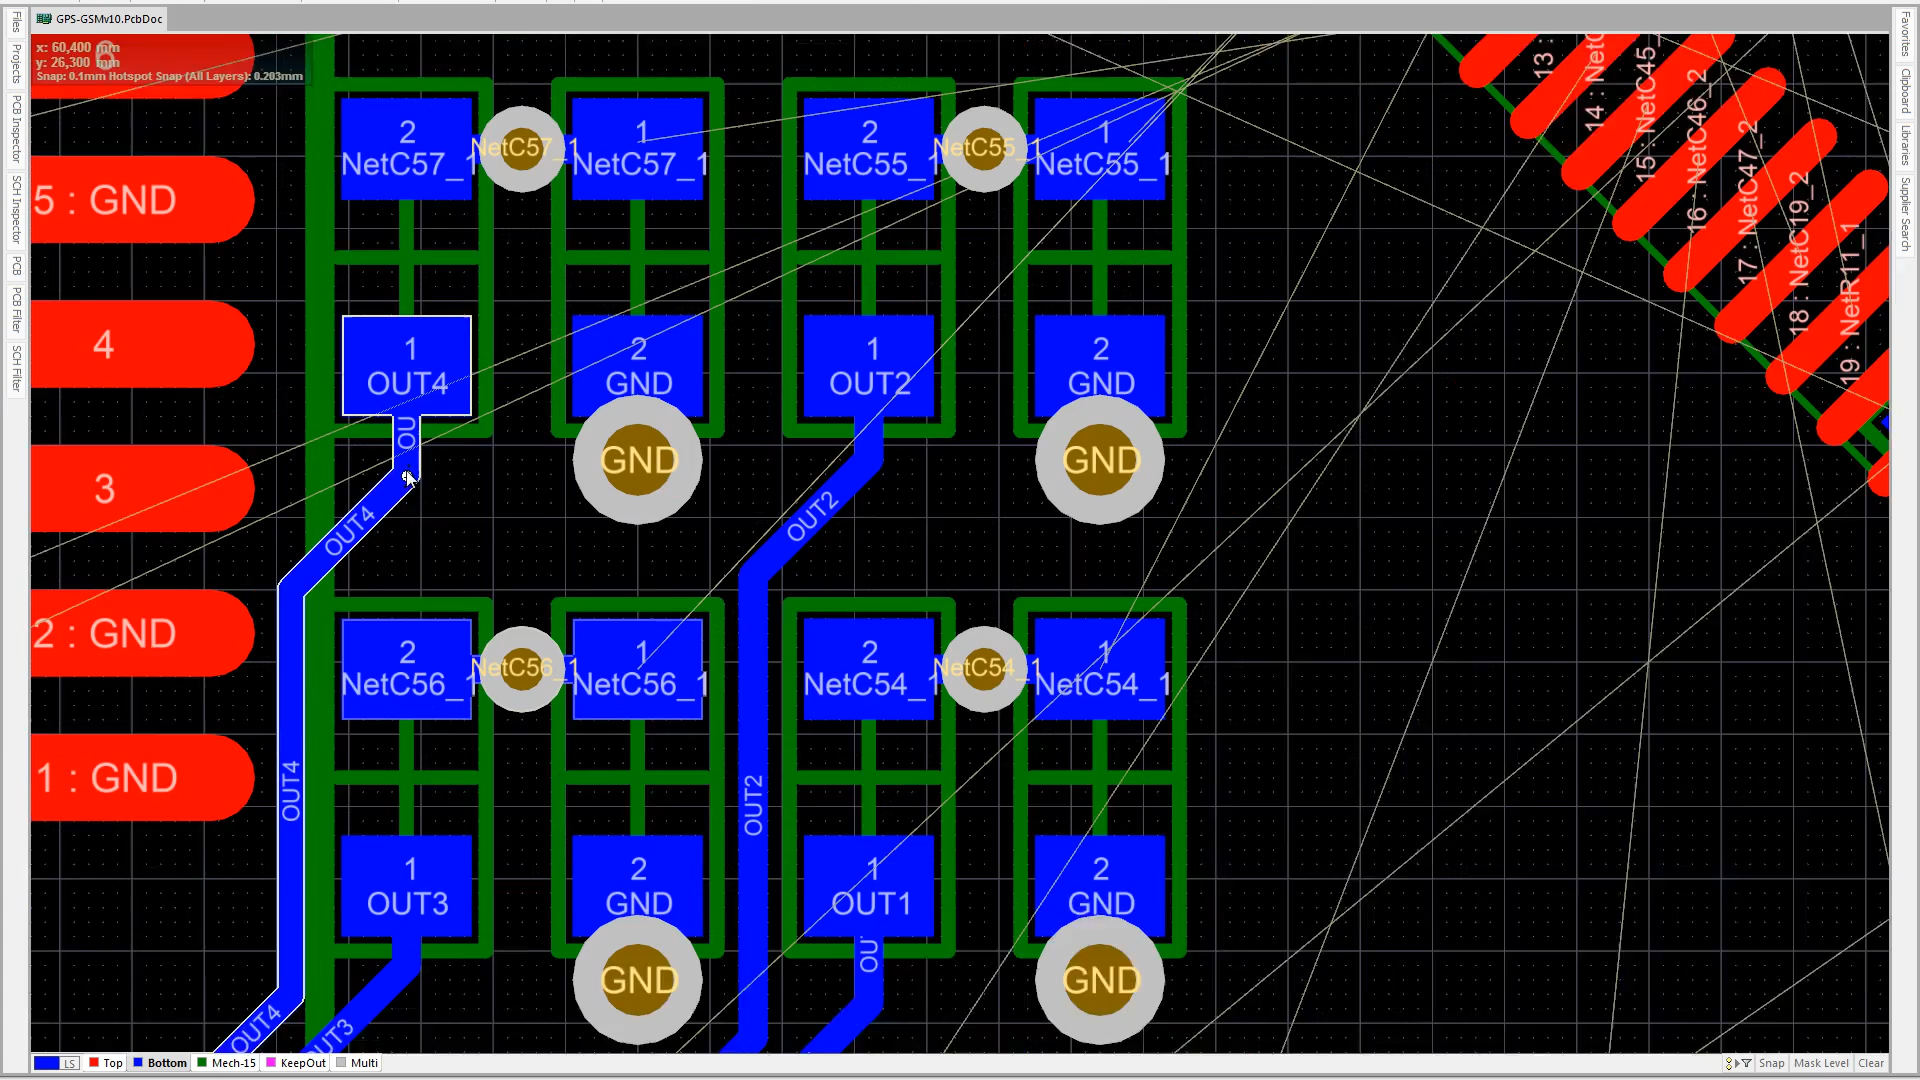 GPS-GSMv10.PcbDoc
Files
Projects
PCB Inspector
SCH Inspector
PCB
PCB Filter
SCH Filter
x: 60,400 mm
y: 26,300 mm
Snap: 0.1mm Hotspot Snap (All Layers): 0.203mm
6
5 : GND
4
3
2 : GND
1 : GND
2
NetC57_1
NetC57_1
1
NetC57_1
2
NetC55_1
NetC55_1
1
NetC55_1
1
OUT4
2
GND
1
OUT2
2
GND
OU
GND
GND
OUT4
OUT2
2
NetC56_1
NetC56_1
1
NetC56_1
2
NetC54_1
NetC54_1
1
NetC54_1
OUT4
OUT2
1
OUT3
2
GND
1
OUT1
2
GND
OU
GND
GND
OUT4
OUT3
13 :
14 : NetC
15 : NetC45_
16 : NetC46_2
17 : NetC47_2
18 : NetC19_2
19 : NetR11_1
Favorites
Clipboard
Libraries
Supplier Search
LS
Top
Bottom
Mech-15
KeepOut
Multi
Snap
Mask Level
Clear